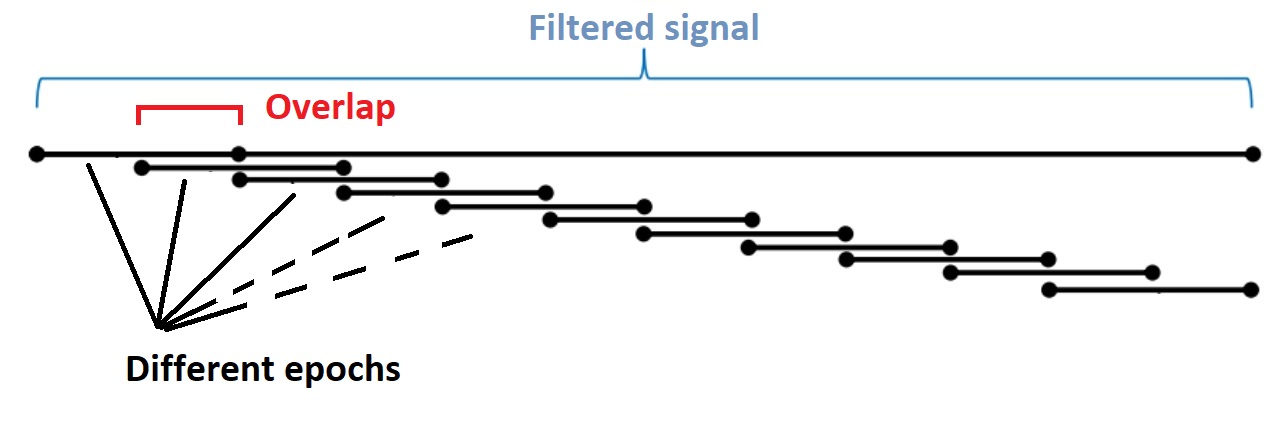 Filtered signal
Overlap
Different epochs